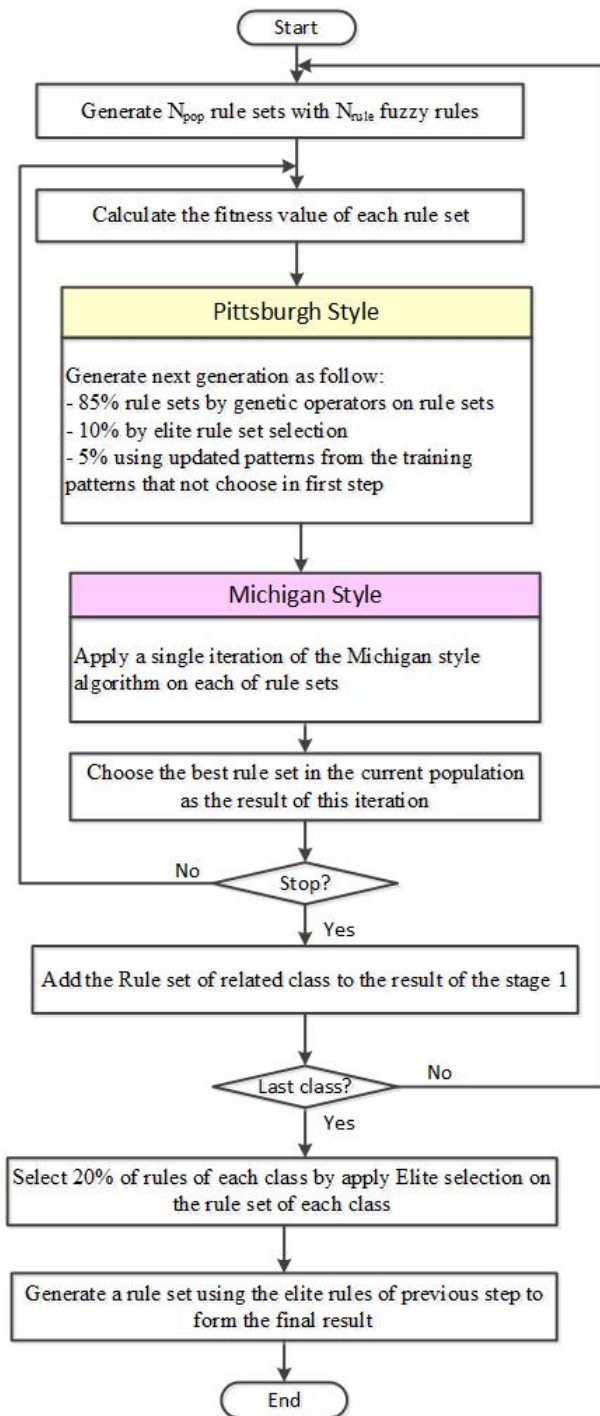 Start
Generate Npop rule sets with Nrule fuzzy rules
Calculate the fitness value of each rule set
Pittsburgh Style
Generate next generation as follow:
- 85% rule sets by genetic operators on rule sets
- 10% by elite rule set selection
- 5% using updated patterns from the training
patterns that not choose in first step
Michigan Style
Apply a single iteration of the Michigan style
algorithm on each of rule sets
Choose the best rule set in the current population
as the result of this iteration
No
Stop?
Yes
Add the Rule set of related class to the result of the stage 1
Last class?
No
Yes
Select 20% of rules of each class by apply Elite selection on
the rule set of each class
Generate a rule set using the elite rules of previous step to
form the final result
End